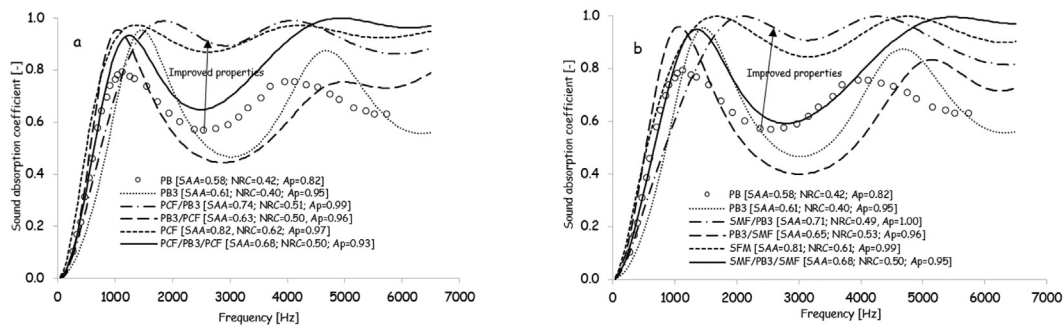 a
Improved properties
Sound absorption coefficient [-]
1.0
0.8
0.6
0.4
0.2
0.0
PB [SAA=0.58; NRC=0.42; Ap=0.82]
PB3 [SAA=0.61; NRC=0.40; Ap=0.95]
PCF/PB3 [SAA=0.74; NRC=0.51; Ap=0.99]
PB3/PCF [SAA=0.63; NRC=0.50, Ap=0.96]
PCF [SAA=0.82, NRC=0.62; Ap=0.97]
PCF/PB3/PCF [SAA=0.68; NRC=0.50, Ap=0.93]
0 1000 2000 3000 4000 5000 6000 7000
Frequency [Hz]
b
Improved properties
Sound absorption coefficient [-]
1.0
0.8
0.6
0.4
0.2
0.0
PB [SAA=0.58; NRC=0.42; Ap=0.82]
PB3 [SAA=0.61; NRC=0.40; Ap=0.95]
SMF/PB3 [SAA=0.71; NRC=0.49, Ap=1.00]
PB3/SMF [SAA=0.65; NRC=0.53; Ap=0.96]
SFM [SAA=0.81; NRC=0.61; Ap=0.99]
SMF/PB3/SMF [SAA=0.68; NRC=0.50; Ap=0.95]
0 1000 2000 3000 4000 5000 6000 7000
Frequency [Hz]